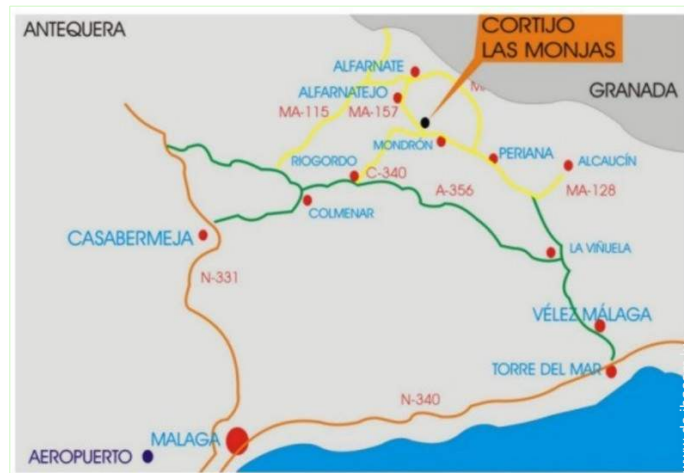 ANTEQUERA
CORTIJO
LAS MONJAS
ALFARNATE
GRANADA
ALFARNATEJO
MA-115
MA-157
MONDRÓN
PERIANA
RIOGORDO
C-340
ALCAUCÍN
A-356
MA-128
COLMENAR
CASABERMEJA
LA VIÑUELA
N-331
VÉLEZ MÁLAGA
TORRE DEL MAR
N-340
MALAGA
AEROPUERTO